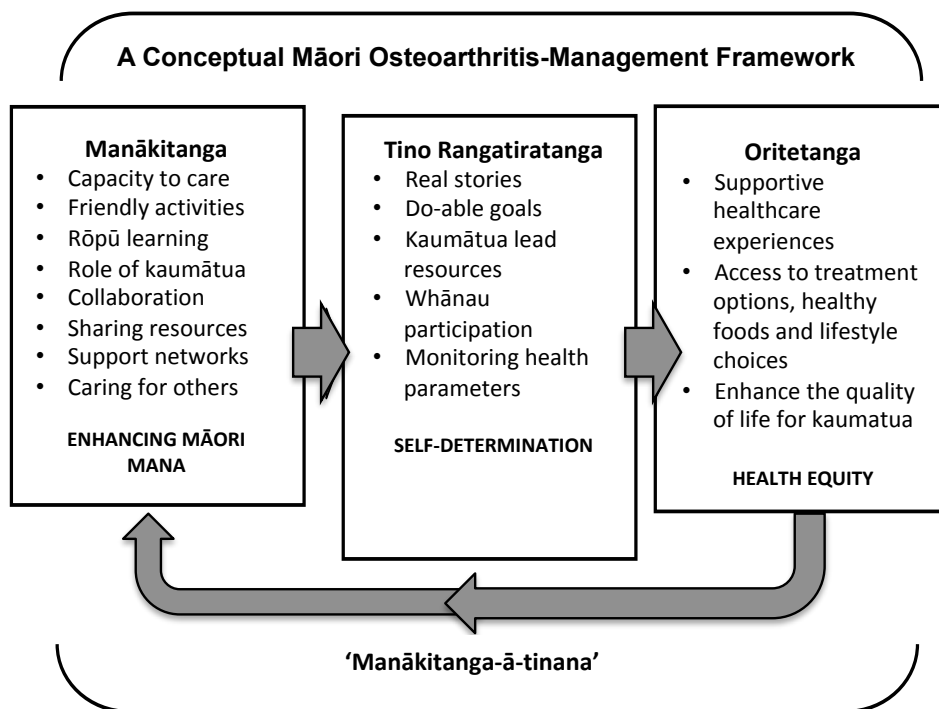 A Conceptual Māori Osteoarthritis-Management Framework
Manākitanga
• Capacity to care
• Friendly activities
• Rōpū learning
• Role of kaumātua
• Collaboration
• Sharing resources
• Support networks
• Caring for others
ENHANCING MĀORI
MANA
Tino Rangatiratanga
• Real stories
• Do-able goals
• Kaumātua lead
resources
• Whānau
participation
• Monitoring health
parameters
SELF-DETERMINATION
Oritetanga
• Supportive
healthcare
experiences
• Access to treatment
options, healthy
foods and lifestyle
choices
• Enhance the quality
of life for kaumatua
HEALTH EQUITY
‘Manākitanga-ā-tinana’